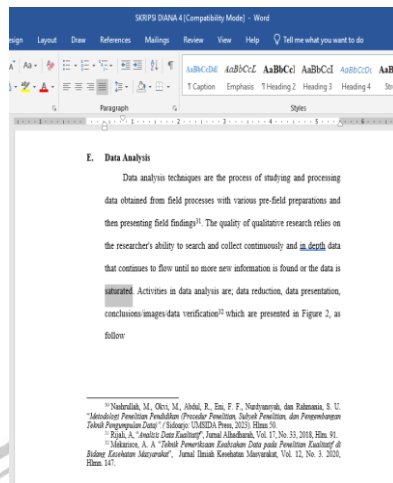 SKRIPSI DIANA 4 [Compatibility Mode] - Word
esign Layout Draw References Mailings Review View Help Tell me what you want to do
AaBbCcDd AaBbCcL AaBbCcl AaBbCcI AaBbCcDc AaB
¶ Caption Emphasis ¶ Heading 2 Heading 3 Heading 4 Str
Paragraph Styles
E. Data Analysis
Data analysis techniques are the process of studying and processing
data obtained from field processes with various pre-field preparations and
then presenting field findings31. The quality of qualitative research relies on
the researcher's ability to search and collect continuously and in depth data
that continues to flow until no more new information is found or the data is
saturated. Activities in data analysis are; data reduction, data presentation,
conclusions/images/data verification32 which are presented in Figure 2, as
follow
30 Nashrullah, M., Okvi, M., Abdul, R., Eni, F. F., Nurdyansyah, dan Rahmania, S. U.
"Metodologi Penelitian Pendidikan (Prosedur Penelitian, Subyek Penelitian, dan Pengembangan
Teknik Pengumpulan Data)". ( Sidoarjo: UMSIDA Press, 2023). Hlmn 50.
31 Rijali, A, "Analisis Data Kualitatif", Jurnal Alhadharah, Vol. 17, No. 33, 2018, Hlm. 91.
32 Mekarisce, A. A "Teknik Pemeriksaan Keabsahan Data pada Penelitian Kualitatif di
Bidang Kesehatan Masyarakat", Jurnal Ilmiah Kesehatan Masyarakat, Vol. 12, No. 3. 2020,
Hlmn. 147.